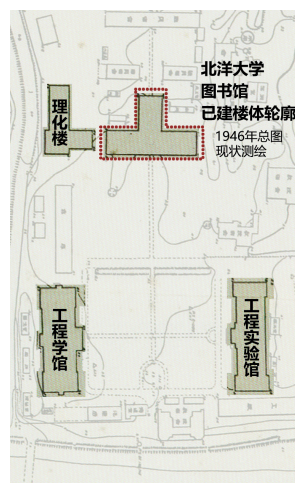 北洋大学
图书馆
已建楼体轮廓
1946年总图
现状测绘
理化楼
工程学馆
工程实验馆